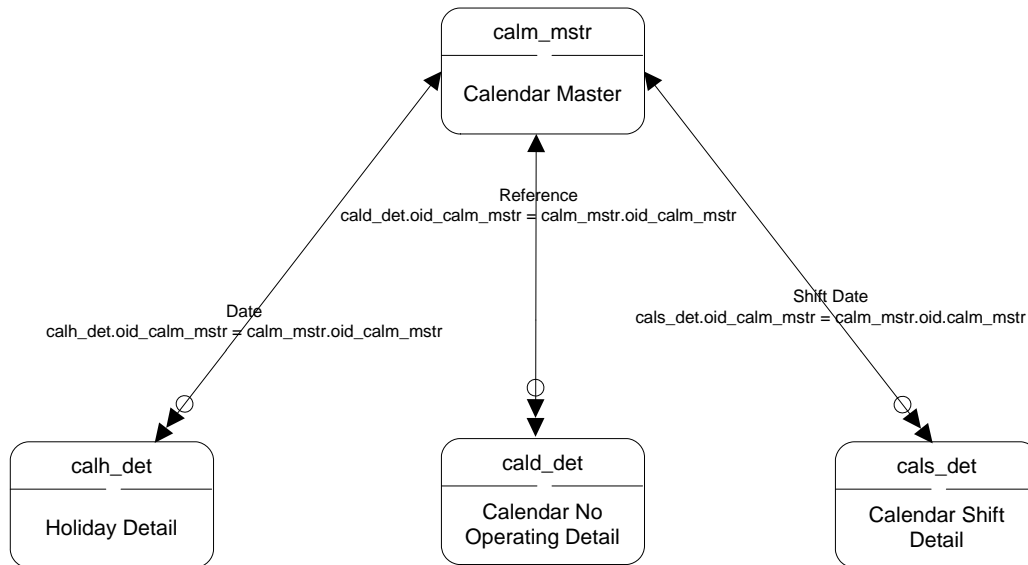 calm_mstr
Calendar Master
Reference
cald_det.oid_calm_mstr = calm_mstr.oid_calm_mstr
Date
calh_det.oid_calm_mstr = calm_mstr.oid_calm_mstr
Shift Date
cals_det.oid_calm_mstr = calm_mstr.oid.calm_mstr
calh_det
Holiday Detail
cald_det
Calendar No
Operating Detail
cals_det
Calendar Shift
Detail